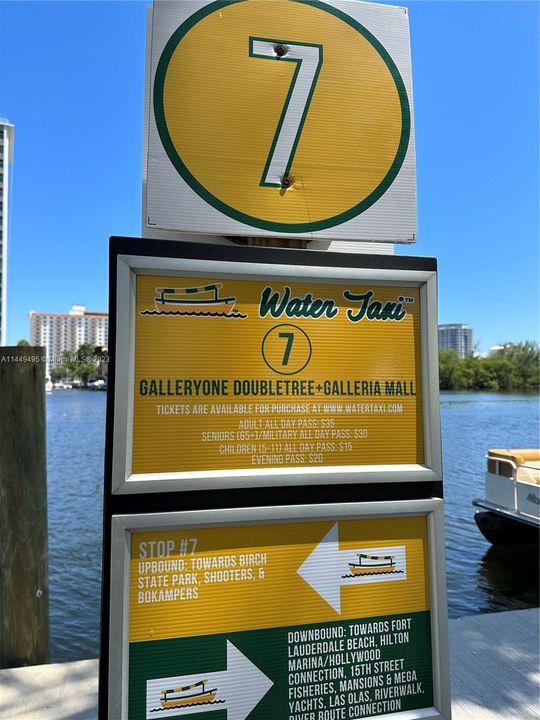 7
Water Taxi™
7
GALLERYONE DOUBLETREE+GALLERIA MALL
TICKETS ARE AVAILABLE FOR PURCHASE AT WWW.WATERTAXI.COM
ADULT ALL DAY PASS: $35
SENIORS (65+)/MILITARY ALL DAY PASS: $30
CHILDREN (5-11) ALL DAY PASS: $15
EVENING PASS: $20
STOP #7
UPBOUND: TOWARDS BIRCH
STATE PARK, SHOOTERS, &
BOKAMPERS
DOWNBOUND: TOWARDS FORT
LAUDERDALE BEACH, HILTON
MARINA/HOLLYWOOD
CONNECTION, 15TH STREET
FISHERIES, MANSIONS & MEGA
YACHTS, LAS OLAS, RIVERWALK,
RIVER ROUTE CONNECTION